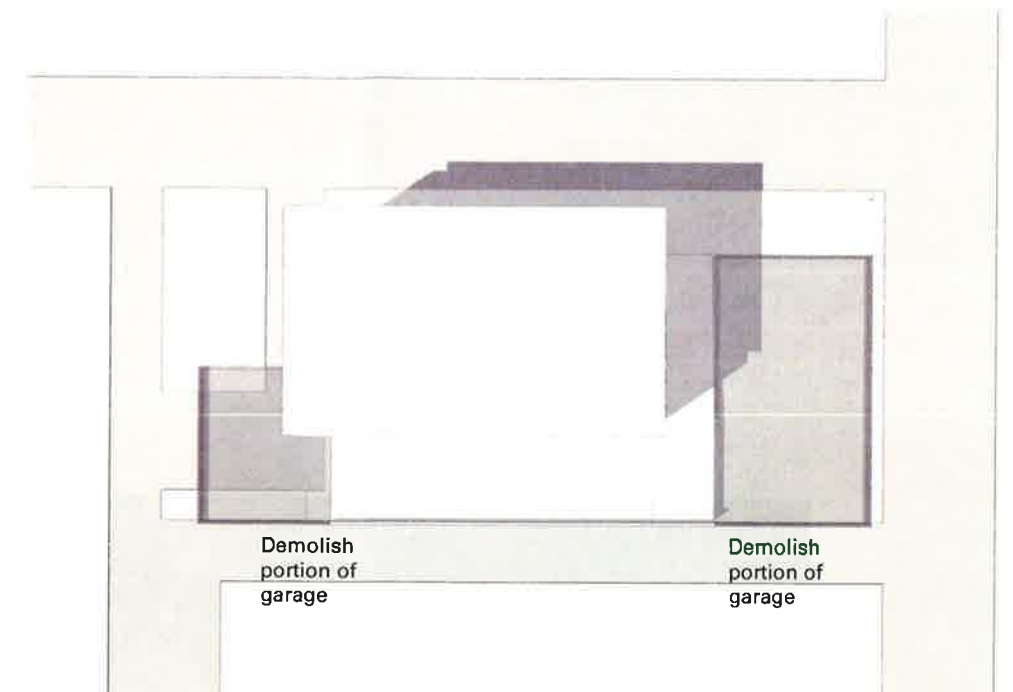 Demolish
portion of
garage
Demolish
portion of
garage